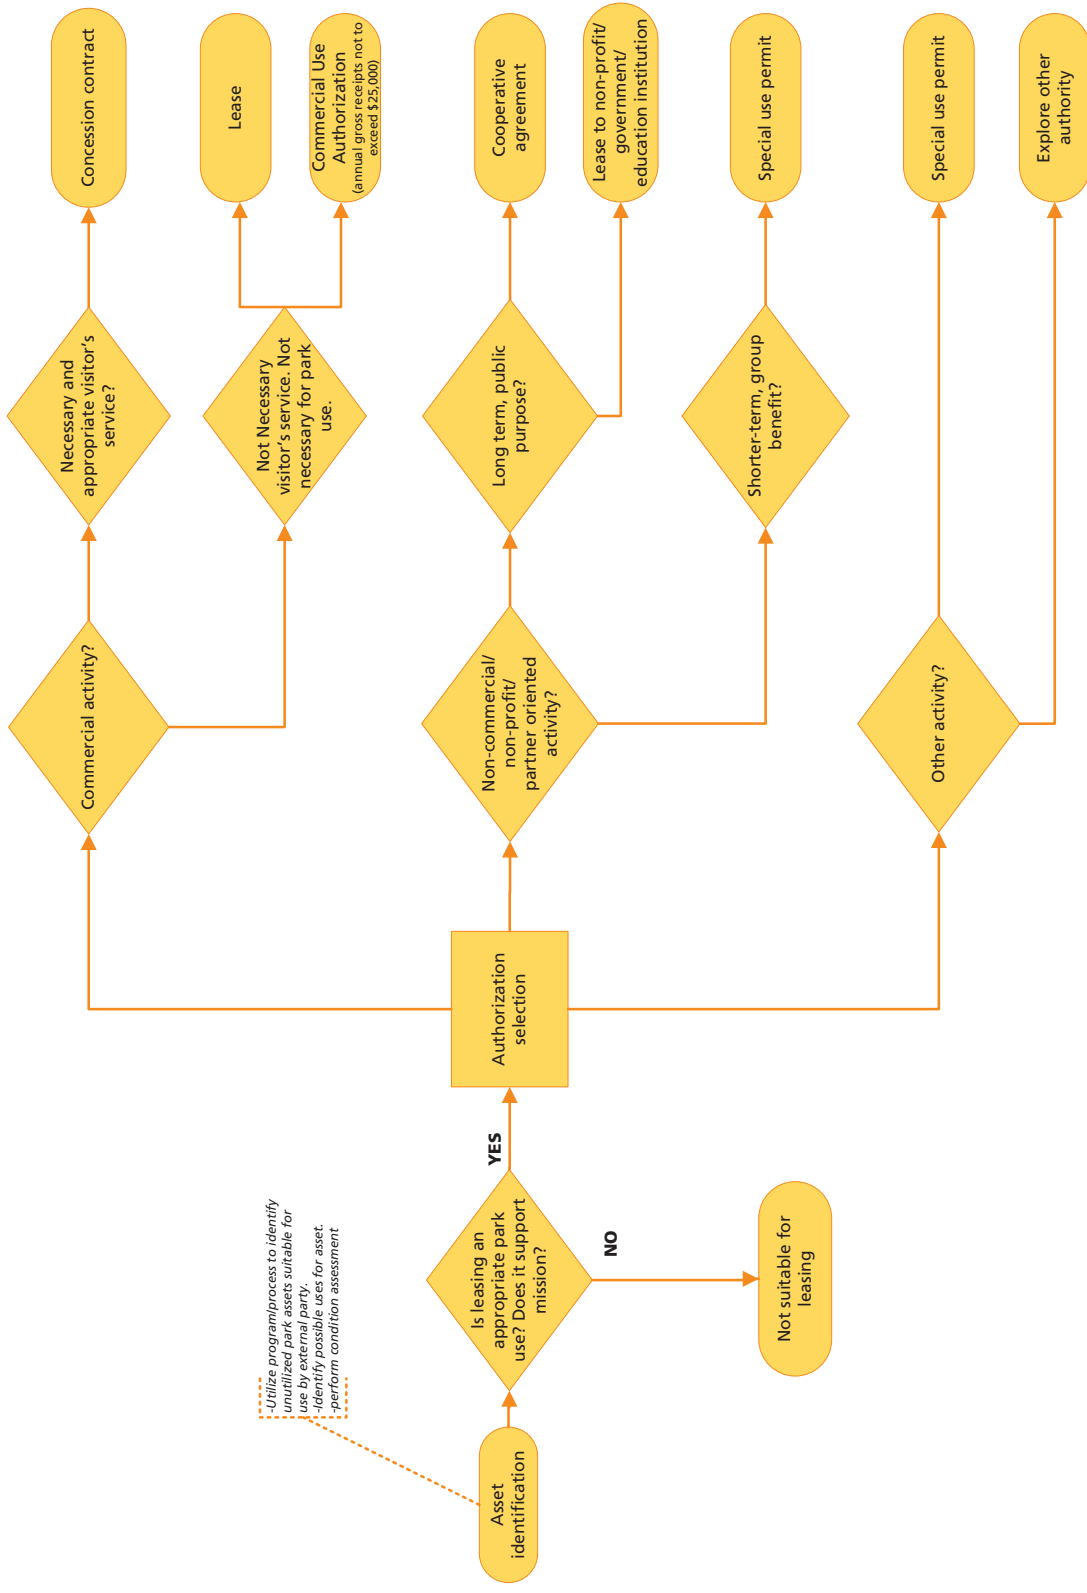 Asset
identification
-Utilize program/process to identify
unutilized park assets suitable for
use by external party.
-Identify possible uses for asset.
-perform condition assessment
Is leasing an
appropriate park
use? Does it support
mission?
YES
NO
Not suitable for
leasing
Authorization
selection
Commercial activity?
Necessary and
appropriate visitor's
service?
Concession contract
Not Necessary
visitor's service. Not
necessary for park
use.
Lease
Commercial Use
Authorization
(annual gross receipts not to
exceed $25,000)
Non-commercial/
non-profit/
partner oriented
activity?
Long term, public
purpose?
Cooperative
agreement
Lease to non-profit/
government/
education institution
Shorter-term, group
benefit?
Special use permit
Other activity?
Special use permit
Explore other
authority